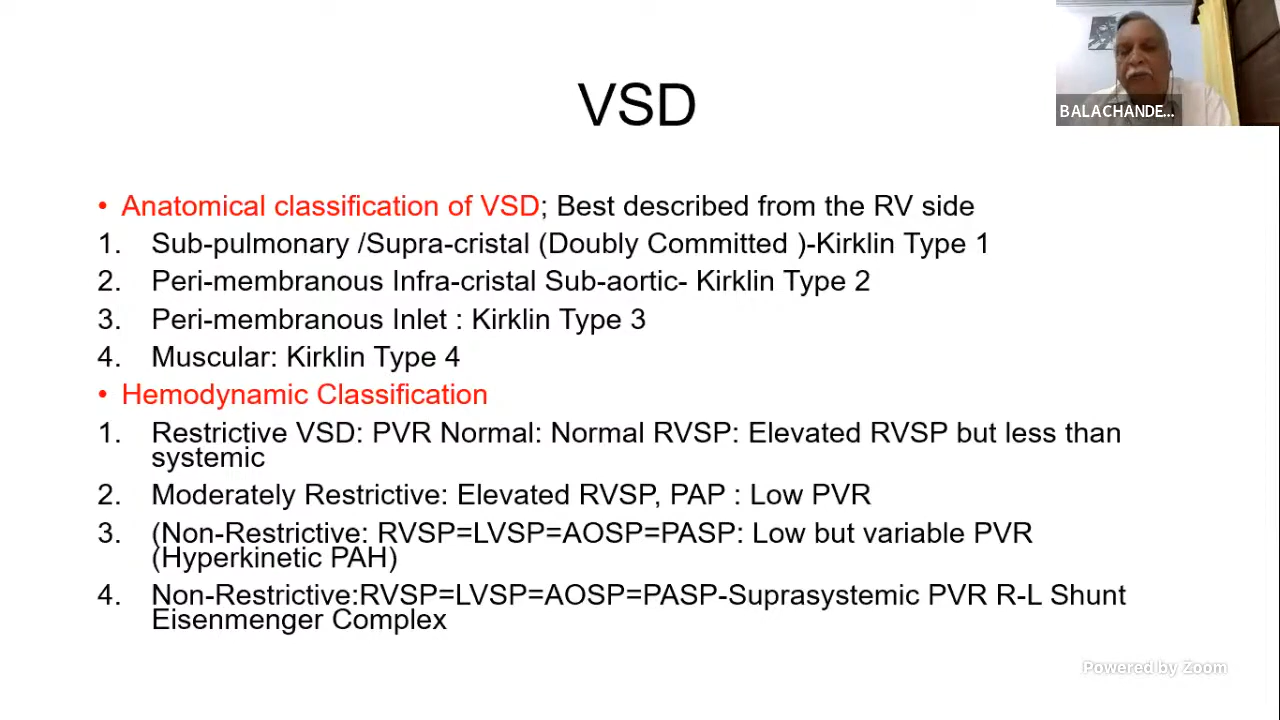 VSD
BALACHANDE...
• Anatomical classification of VSD; Best described from the RV side
1. Sub-pulmonary /Supra-cristal (Doubly Committed )-Kirklin Type 1
2. Peri-membranous Infra-cristal Sub-aortic- Kirklin Type 2
3. Peri-membranous Inlet : Kirklin Type 3
4. Muscular: Kirklin Type 4
• Hemodynamic Classification
1. Restrictive VSD: PVR Normal: Normal RVSP: Elevated RVSP but less than
systemic
2. Moderately Restrictive: Elevated RVSP, PAP : Low PVR
3. (Non-Restrictive: RVSP=LVSP=AOSP=PASP: Low but variable PVR
(Hyperkinetic PAH)
4. Non-Restrictive:RVSP=LVSP=AOSP=PASP-Suprasystemic PVR R-L Shunt
Eisenmenger Complex
Powered by Zoom